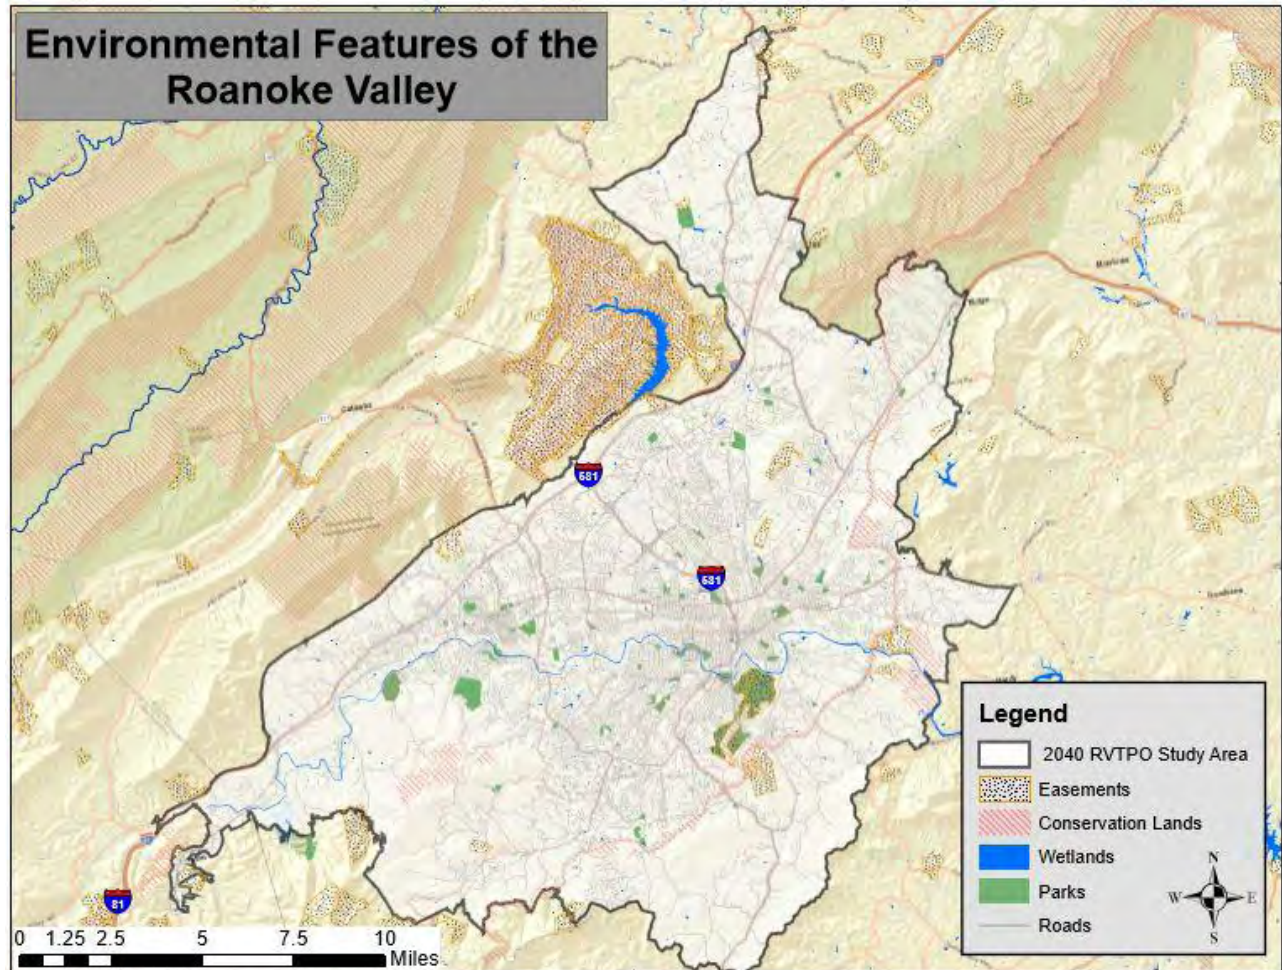 Environmental Features of the
Roanoke Valley
581
581
Catawba
Legend
2040 RVTPO Study Area
Easements
Conservation Lands
Wetlands
Parks
Roads
N
W E
S
81
0 1.25 2.5 5 7.5 10
Miles